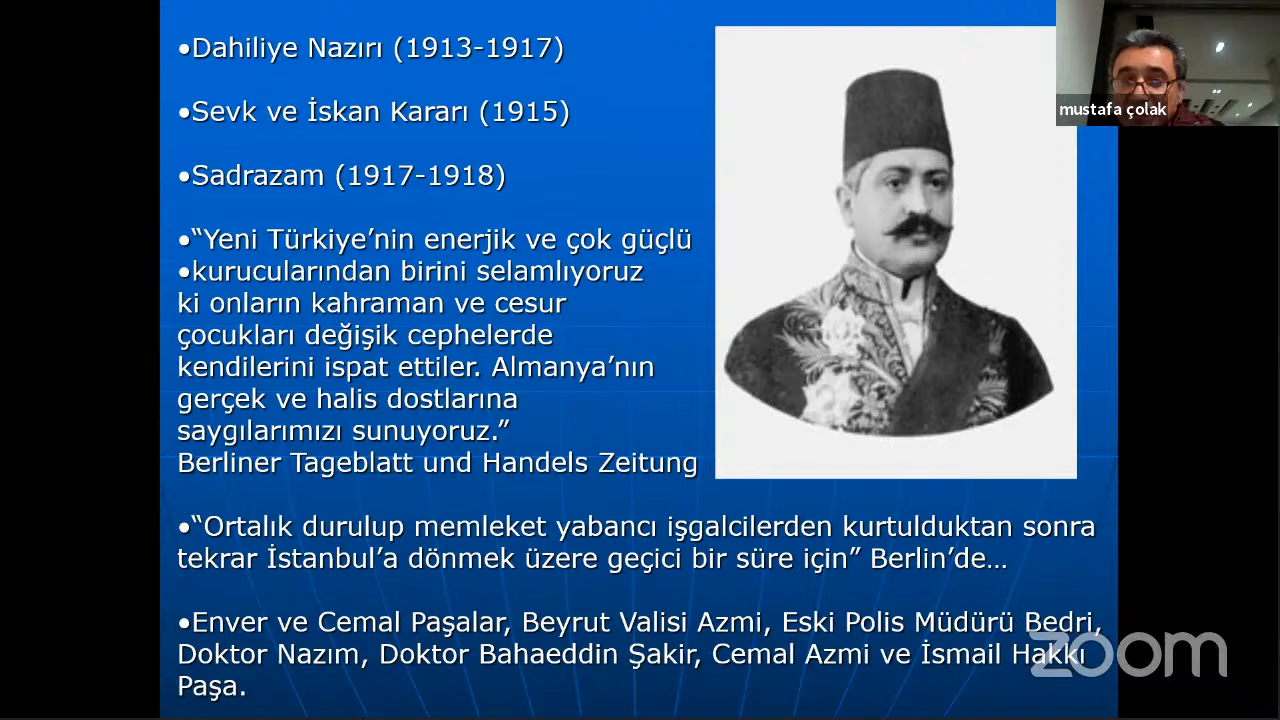 •Dahiliye Nazırı (1913-1917)
•Sevk ve İskan Kararı (1915)
•Sadrazam (1917-1918)
•“Yeni Türkiye’nin enerjik ve çok güçlü
•kurucularından birini selamlıyoruz
ki onların kahraman ve cesur
çocukları değişik cephelerde
kendilerini ispat ettiler. Almanya’nın
gerçek ve halis dostlarına
saygılarımızı sunuyoruz.”
Berliner Tageblatt und Handels Zeitung
•“Ortalık durulup memleket yabancı işgalcilerden kurtulduktan sonra
tekrar İstanbul’a dönmek üzere geçici bir süre için” Berlin’de…
•Enver ve Cemal Paşalar, Beyrut Valisi Azmi, Eski Polis Müdürü Bedri,
Doktor Nazım, Doktor Bahaeddin Şakir, Cemal Azmi ve İsmail Hakkı
Paşa.
mustafa çolak
zoom